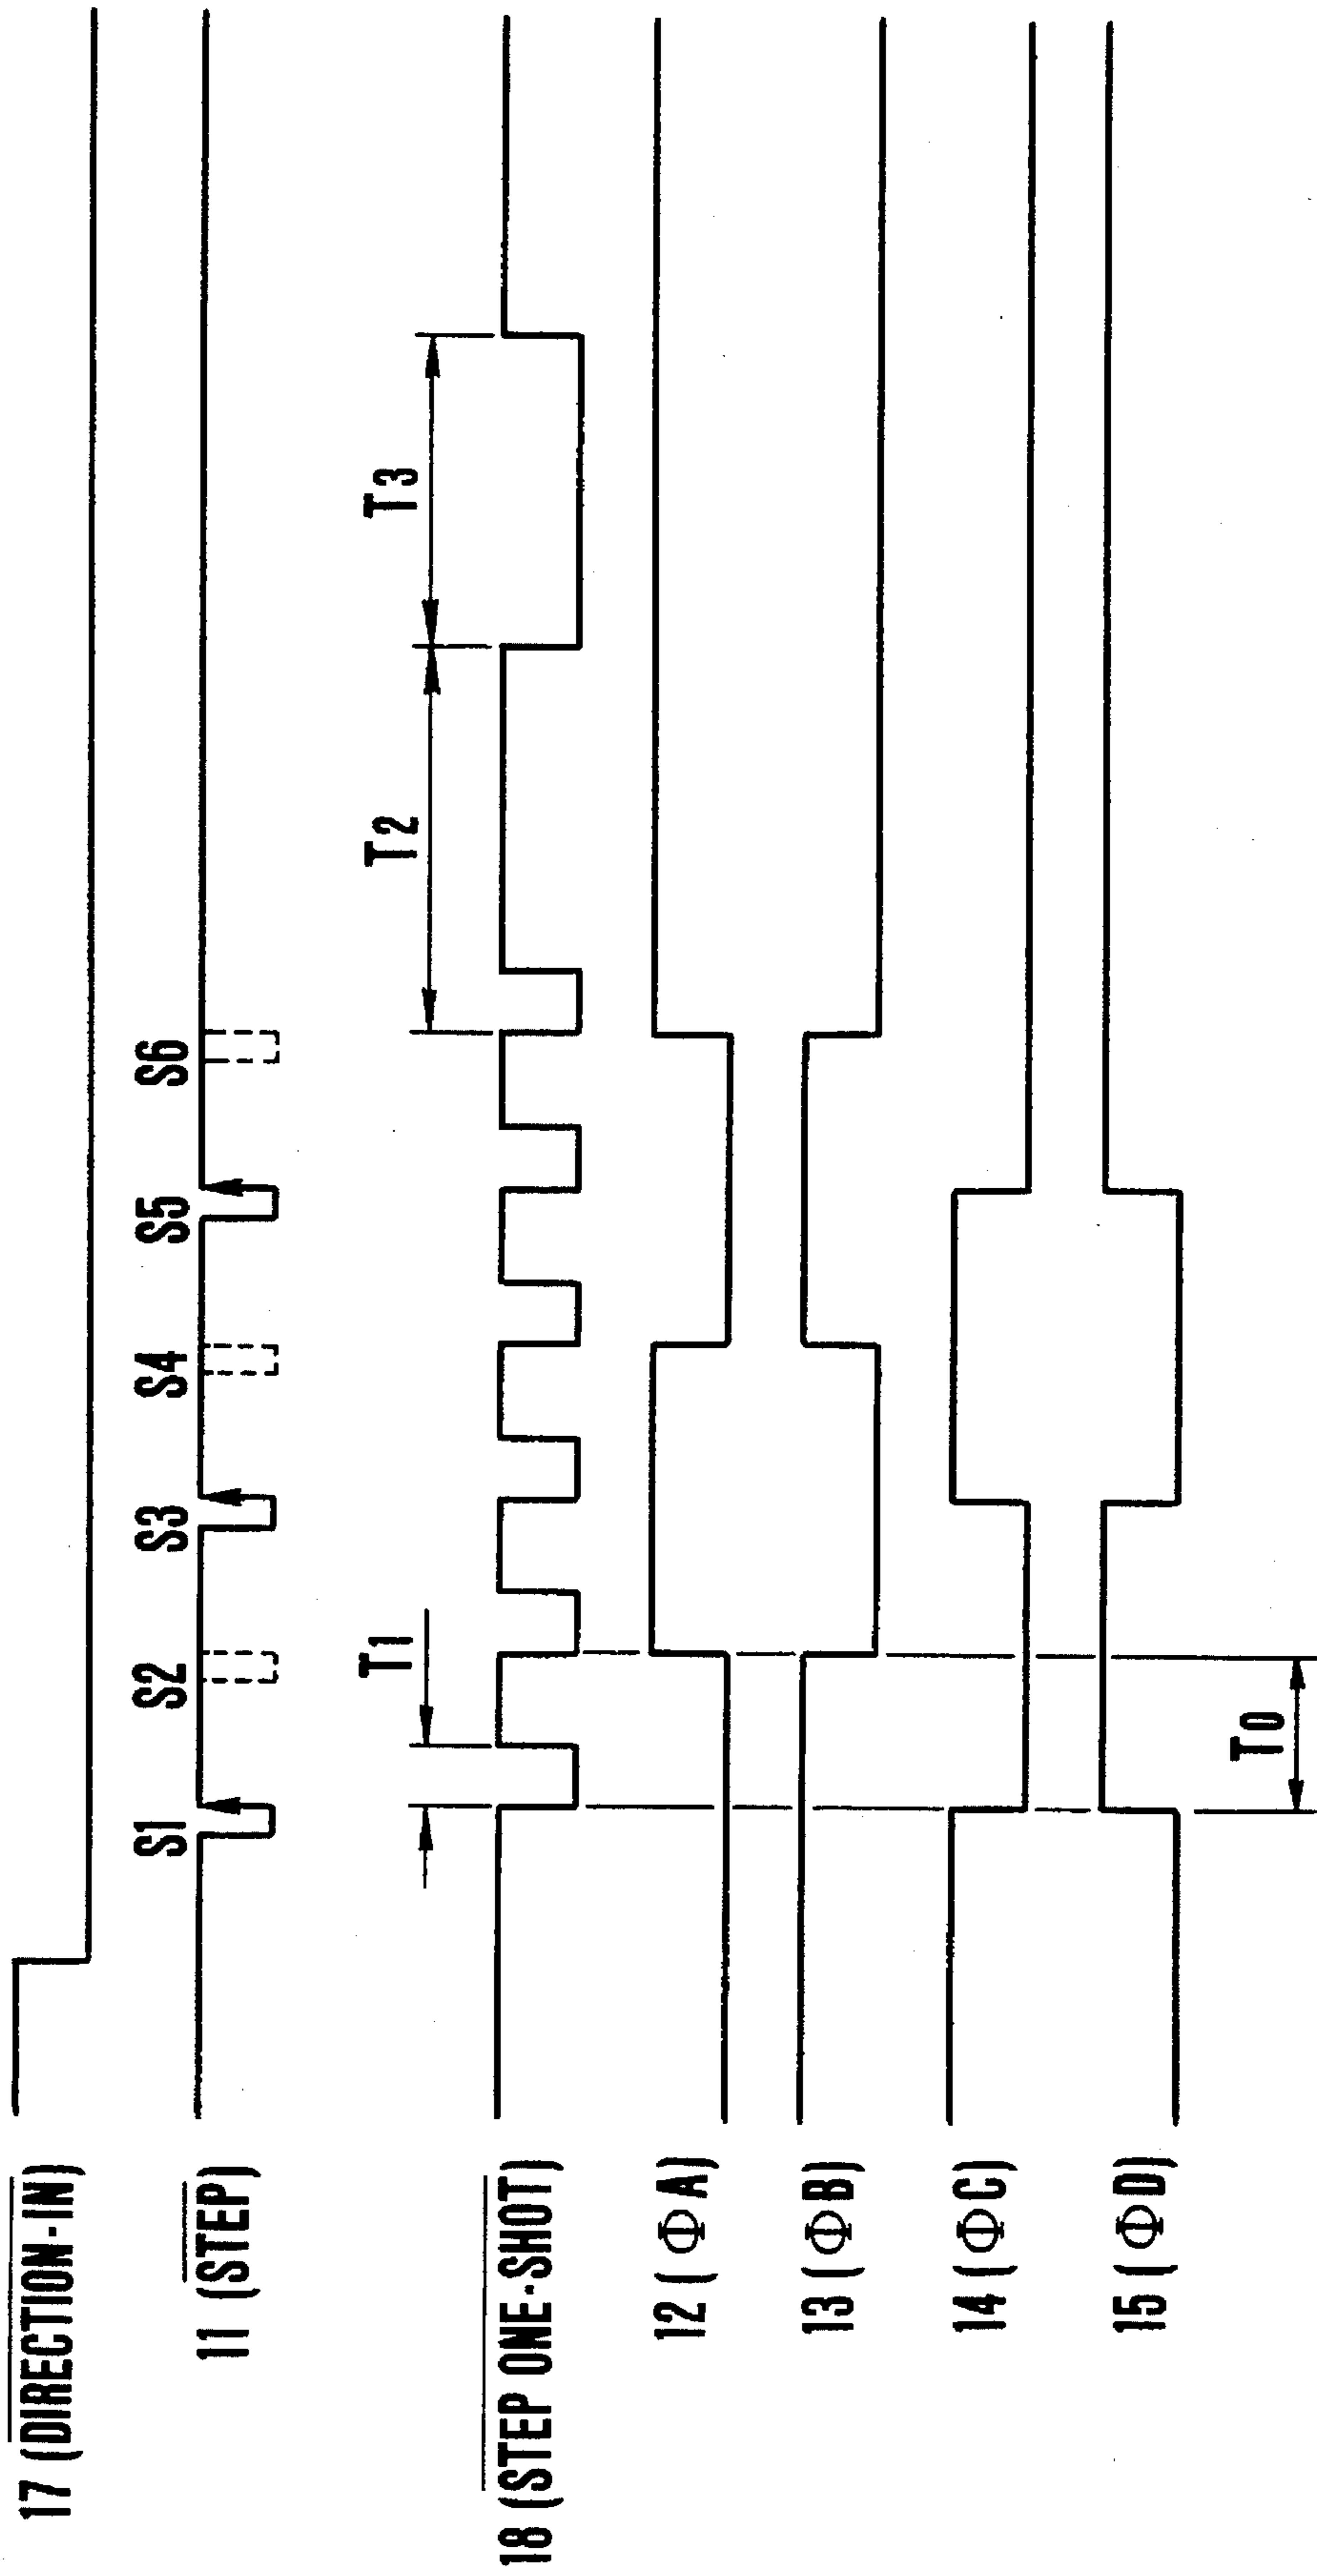 17 (DIRECTION-IN)
11 (STEP)
S1 S2 S3 S4 S5 S6
T1 T2 T3
18 (STEP ONE-SHOT)
12 (ΦA)
13 (ΦB)
14 (ΦC)
15 (ΦD)
T0